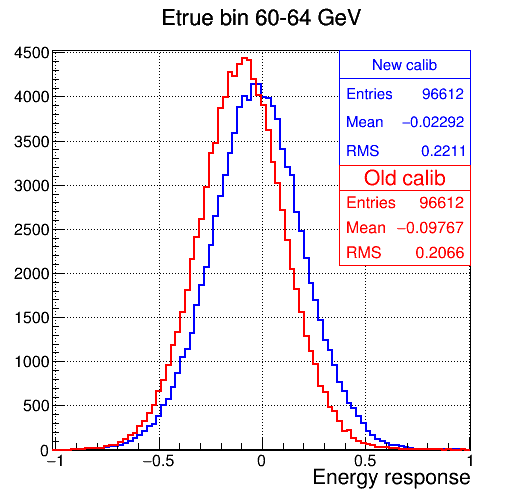 Etrue bin 60-64 GeV
4500
4000
3500
3000
2500
2000
1500
1000
500
0
New calib
Entries 96612
Mean −0.02292
RMS 0.2211
Old calib
Entries 96612
Mean −0.09767
RMS 0.2066
−1 −0.5 0 0.5 1
Energy response